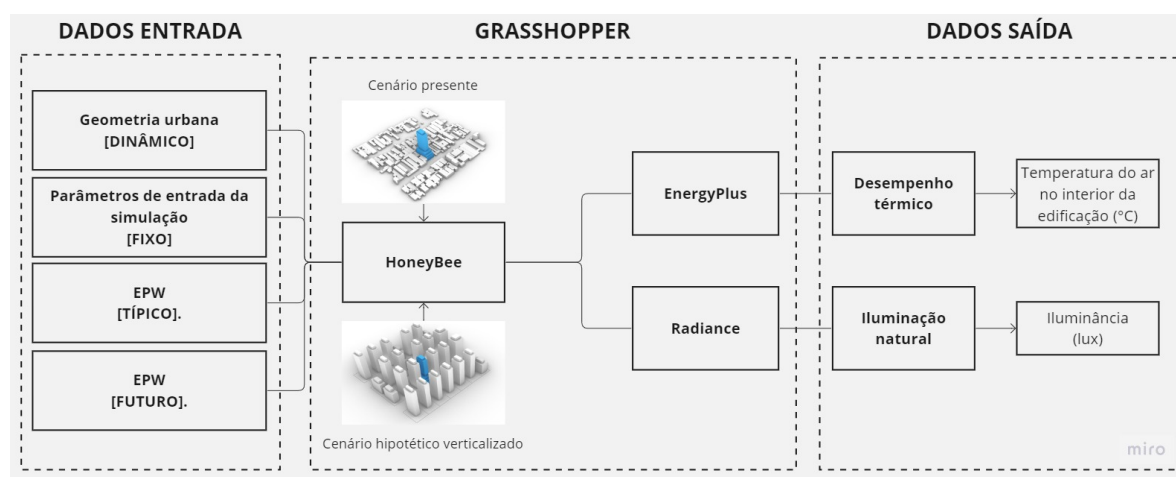 DADOS ENTRADA
Geometria urbana
[DINÂMICO]
Parâmetros de entrada da
simulação
[FIXO]
EPW
[TÍPICO].
EPW
[FUTURO].
GRASSHOPPER
Cenário presente
HoneyBee
Cenário hipotético verticalizado
EnergyPlus
Radiance
DADOS SAÍDA
Desempenho
térmico
Temperatura do ar
no interior da
edificação (°C)
Iluminação
natural
Iluminância
(lux)
miro